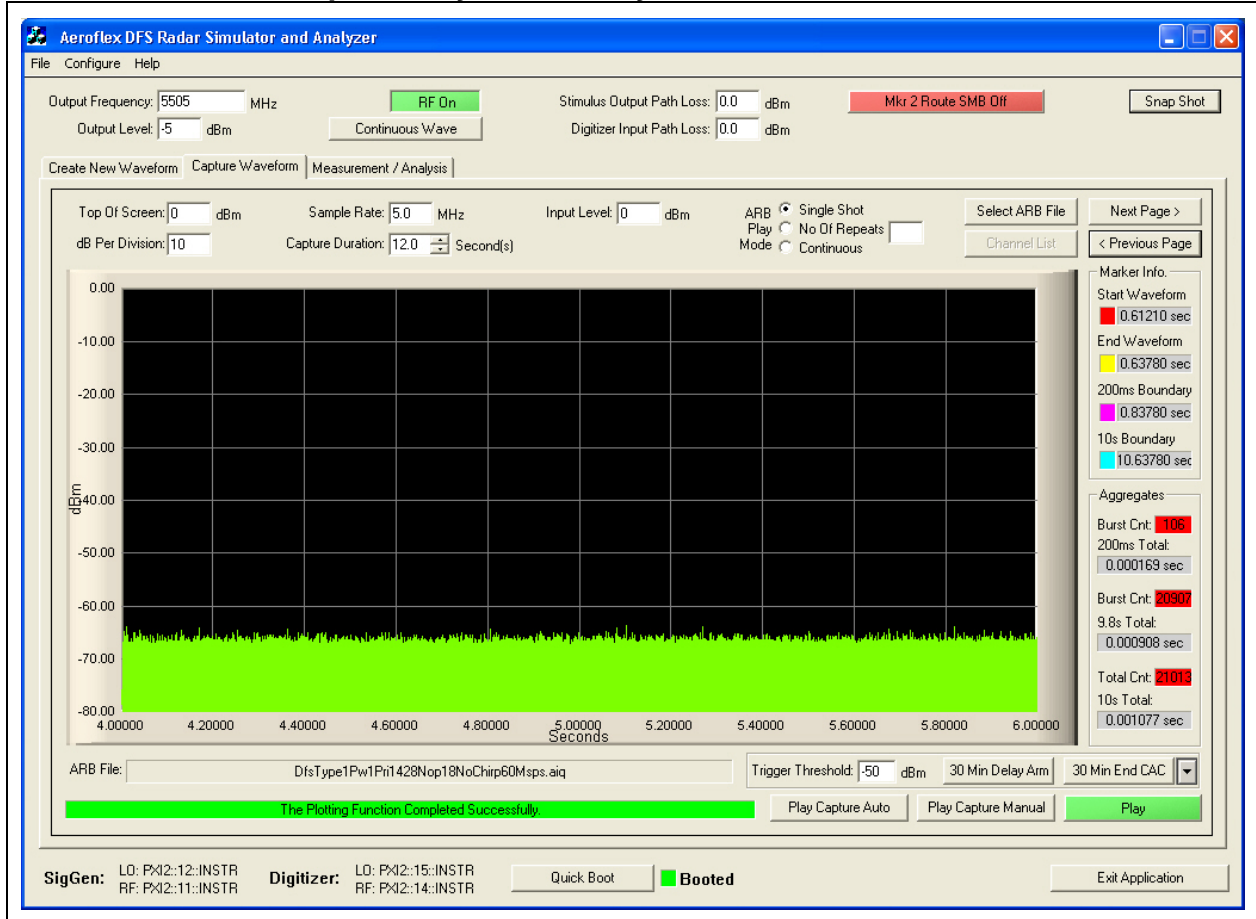 Aeroflex DFS Radar Simulator and Analyzer
File Configure Help
Output Frequency: 5505 MHz
RF On
Stimulus Output Path Loss: 0.0 dBm
Mkr 2 Route SMB Off
Snap Shot
Output Level: -5 dBm
Continuous Wave
Digitizer Input Path Loss: 0.0 dBm
Create New Waveform
Capture Waveform
Measurement / Analysis
Top Of Screen: 0 dBm
Sample Rate: 5.0 MHz
Input Level: 0 dBm
ARB Play Mode
Single Shot
No Of Repeats
Continuous
Select ARB File
Next Page >
dB Per Division: 10
Capture Duration: 12.0 Second(s)
Channel List
< Previous Page
0.00
-10.00
-20.00
-30.00
-40.00
-50.00
-60.00
-70.00
-80.00
dBm
4.00000 4.20000 4.40000 4.60000 4.80000 5.00000 5.20000 5.40000 5.60000 5.80000 6.00000
Seconds
Marker Info.
Start Waveform
0.61210 sec
End Waveform
0.63780 sec
200ms Boundary
0.83780 sec
10s Boundary
10.63780 sec
Aggregates
Burst Cnt: 106
200ms Total:
0.000169 sec
Burst Cnt: 20907
9.8s Total:
0.000908 sec
Total Cnt: 21013
10s Total:
0.001077 sec
ARB File: DfsType1Pw1Pri1428Nop18NoChirp60Msps.aiq
Trigger Threshold: -50 dBm
30 Min Delay Arm
30 Min End CAC
The Plotting Function Completed Successfully.
Play Capture Auto
Play Capture Manual
Play
SigGen:
LO: PXI2::12::INSTR
RF: PXI2::11::INSTR
Digitizer:
LO: PXI2::15::INSTR
RF: PXI2::14::INSTR
Quick Boot
Booted
Exit Application